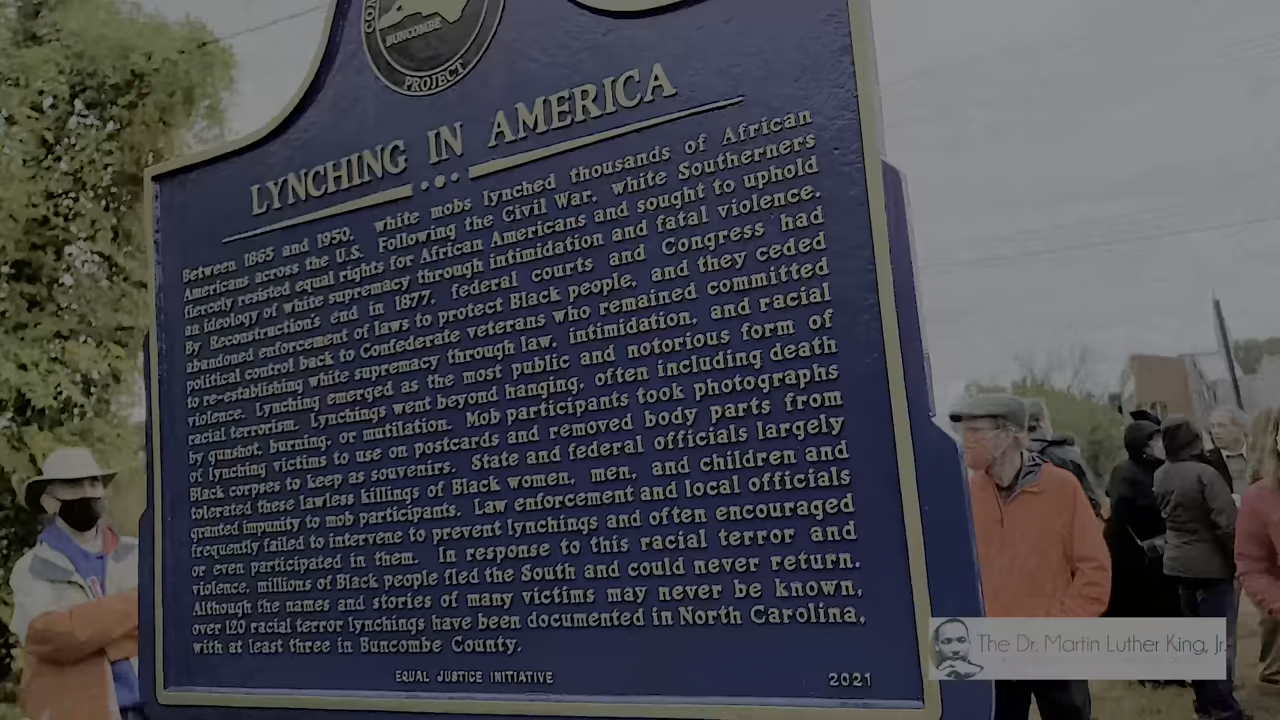 CON
BUNCOMBE
PROJECT
LYNCHING IN AMERICA
Between 1865 and 1950, white mobs lynched thousands of African
Americans across the U.S. Following the Civil War, white Southerners
fiercely resisted equal rights for African Americans and sought to uphold
an ideology of white supremacy through intimidation and fatal violence.
By Reconstruction's end in 1877, federal courts and Congress had
abandoned enforcement of laws to protect Black people, and they ceded
political control back to Confederate veterans who remained committed
to re-establishing white supremacy through law, intimidation, and racial
violence. Lynching emerged as the most public and notorious form of
racial terrorism. Lynchings went beyond hanging, often including death
by gunshot, burning, or mutilation. Mob participants took photographs
of lynching victims to use on postcards and removed body parts from
Black corpses to keep as souvenirs. State and federal officials largely
tolerated these lawless killings of Black women, men, and children and
granted impunity to mob participants. Law enforcement and local officials
frequently failed to intervene to prevent lynchings and often encouraged
or even participated in them. In response to this racial terror and
violence, millions of Black people fled the South and could never return.
Although the names and stories of many victims may never be known,
over 120 racial terror lynchings have been documented in North Carolina,
with at least three in Buncombe County.
EQUAL JUSTICE INITIATIVE 2021
The Dr. Martin Luther King, Jr.